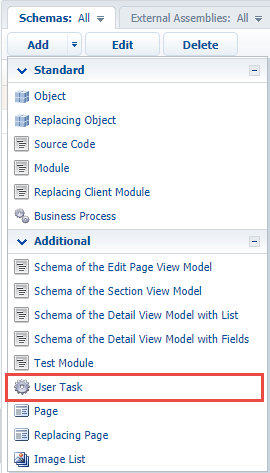 Schemas: All External Assemblies: All
Add Edit Delete
Standard
Object
Replacing Object
Source Code
Module
Replacing Client Module
Business Process
Additional
Schema of the Edit Page View Model
Schema of the Section View Model
Schema of the Detail View Model with List
Schema of the Detail View Model with Fields
Test Module
User Task
Page
Replacing Page
Image List